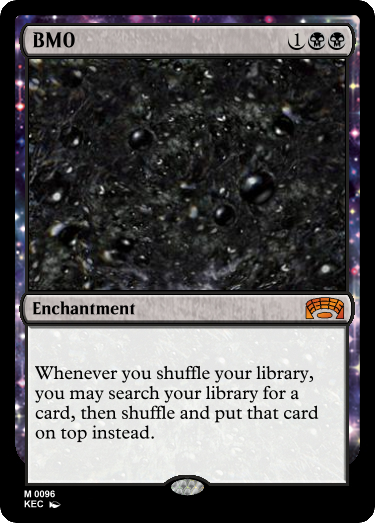 BMO 1
Enchantment
Whenever you shuffle your library,
you may search your library for a
card, then shuffle and put that card
on top instead.
M 0096
KEC